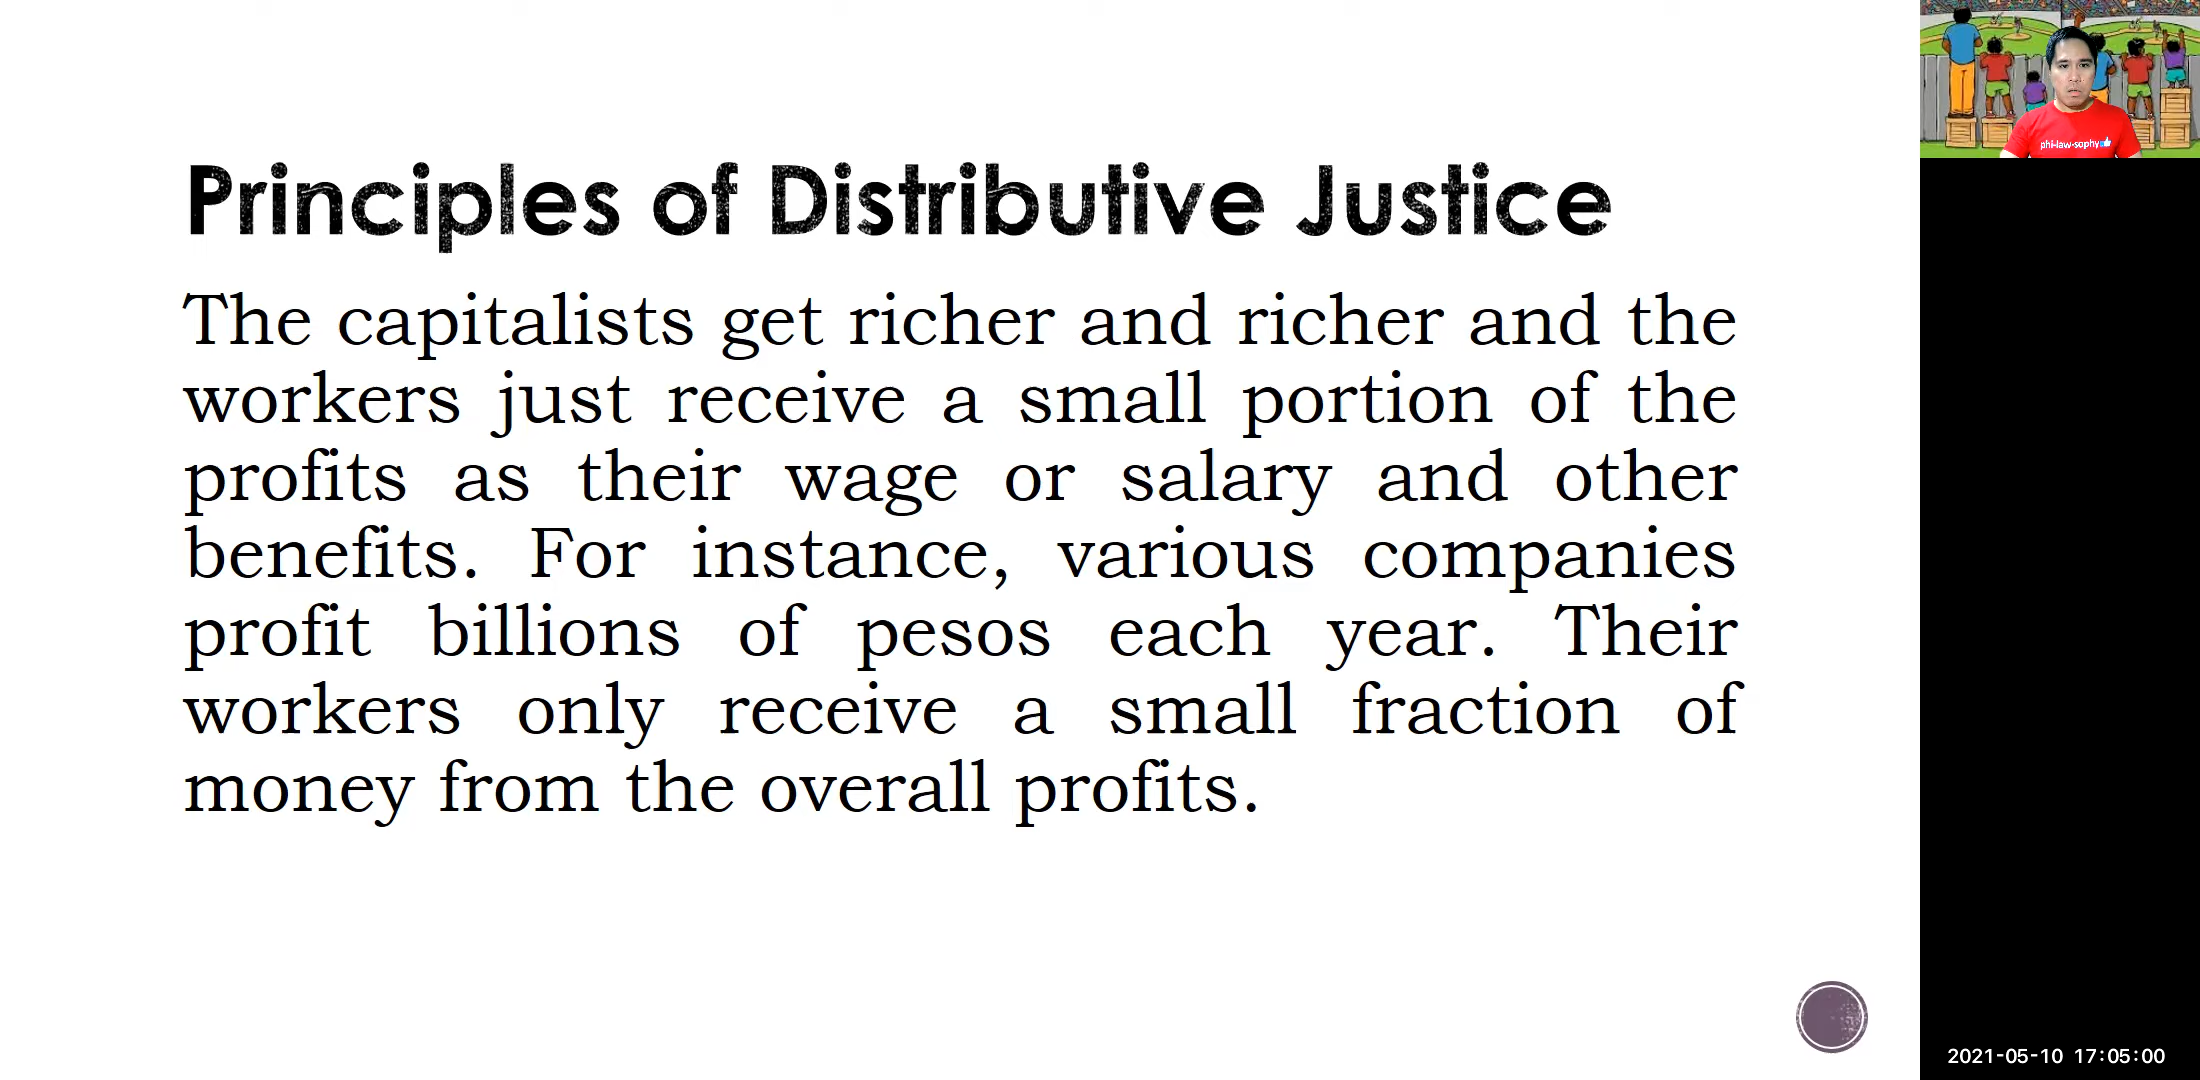 Principles of Distributive Justice
The capitalists get richer and richer and the
workers just receive a small portion of the
profits as their wage or salary and other
benefits. For instance, various companies
profit billions of pesos each year. Their
workers only receive a small fraction of
money from the overall profits.
phi-law-sophy
2021-05-10 17:05:00